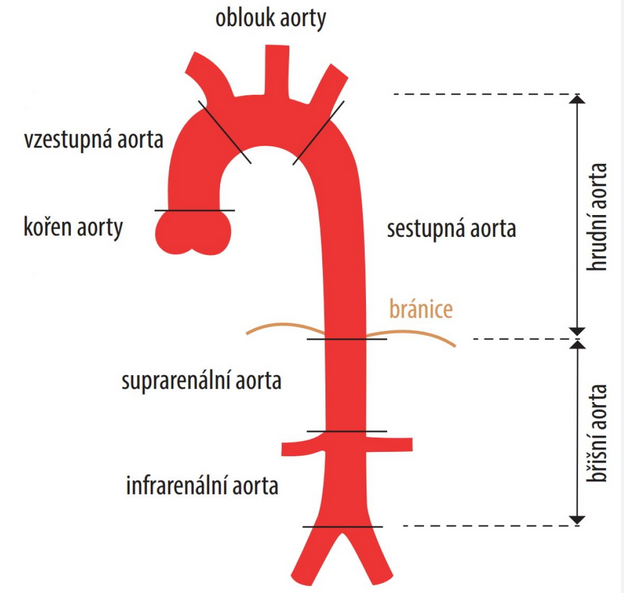 oblouk aorty
vzestupná aorta
kořen aorty
sestupná aorta
hrudní aorta
bránice
suprarenální aorta
břišní aorta
infrarenální aorta